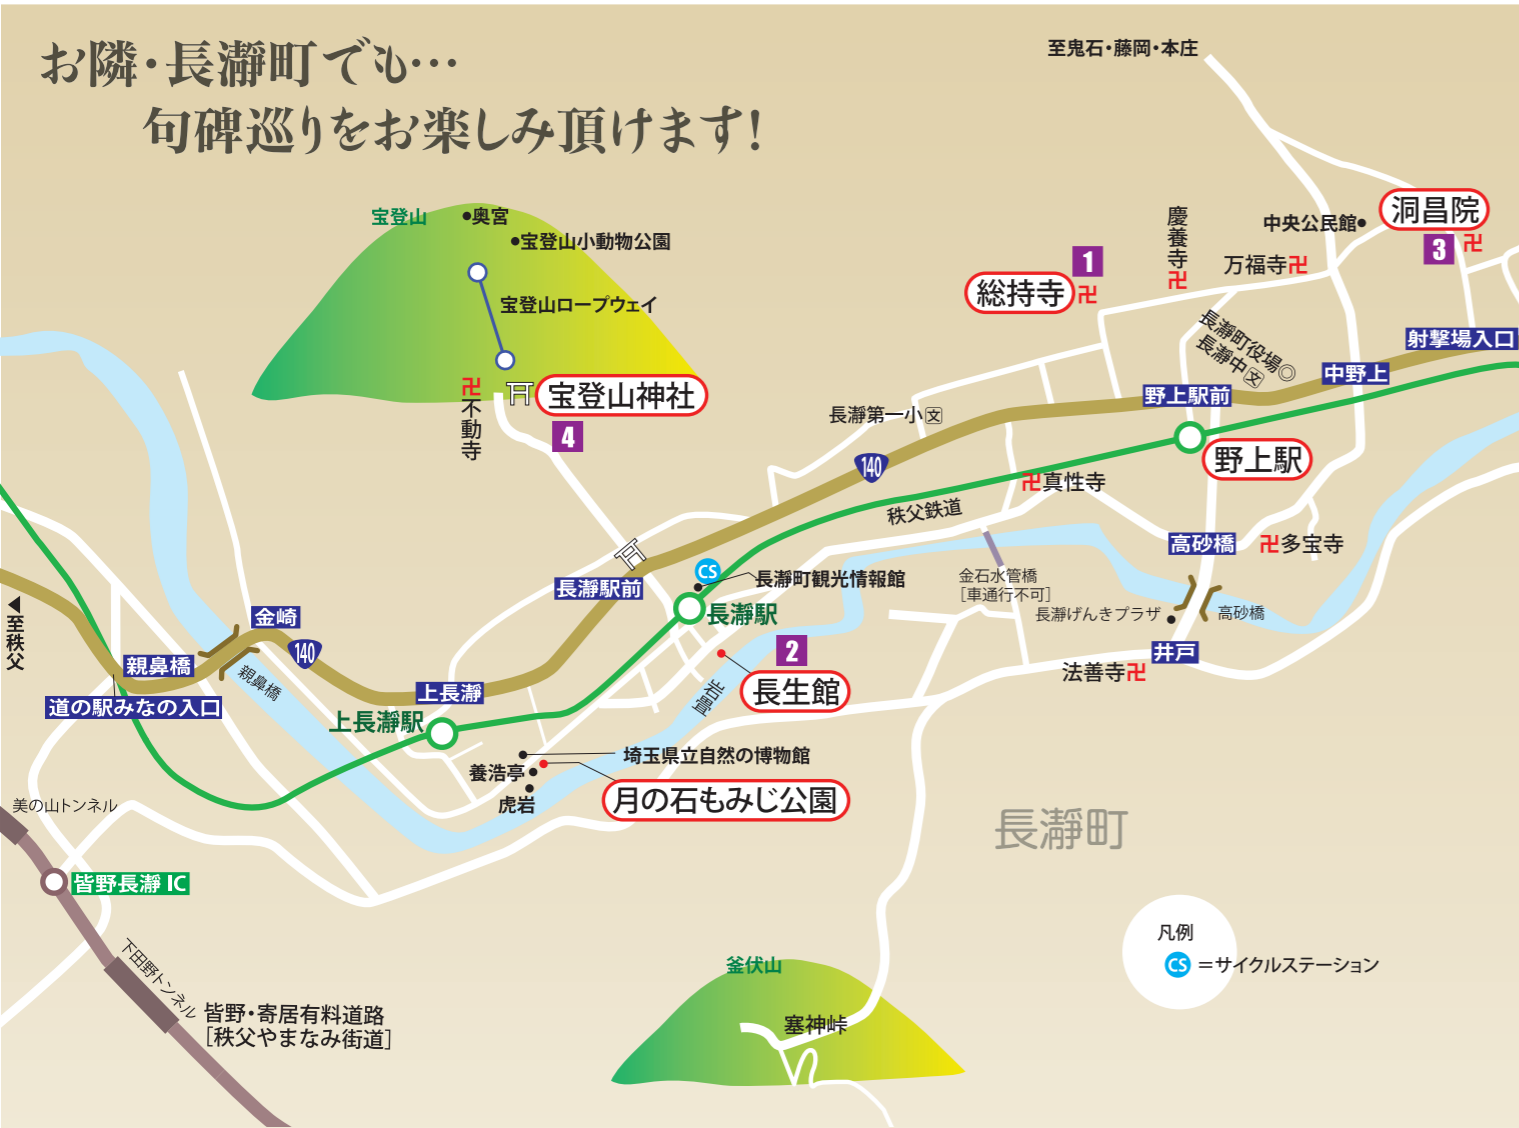 お隣・長瀞町でも…
句碑巡りをお楽しみ頂けます!
至鬼石・藤岡・本庄
宝登山
奥宮
宝登山小動物公園
宝登山ロープウェイ
中央公民館
洞昌院
3
卍
慶養寺
卍
万福寺卍
1
総持寺
卍
長瀞町役場◎
長瀞中文
射撃場入口
中野上
野上駅前
卍
不動寺
宝登山神社
4
長瀞第一小文
野上駅
140
卍真性寺
秩父鉄道
高砂橋
卍多宝寺
CS
長瀞町観光情報館
長瀞駅前
長瀞駅
金石水管橋
[車通行不可]
長瀞げんきプラザ
高砂橋
井戸
法善寺卍
◀至秩父
金崎
140
親鼻橋
親鼻橋
道の駅みなの入口
上長瀞
上長瀞駅
2
長生館
岩畳
埼玉県立自然の博物館
養浩亭
虎岩
月の石もみじ公園
美の山トンネル
皆野長瀞 IC
長瀞町
下田野トンネル
皆野・寄居有料道路
[秩父やまなみ街道]
釜伏山
塞神峠
凡例
CS =サイクルステーション